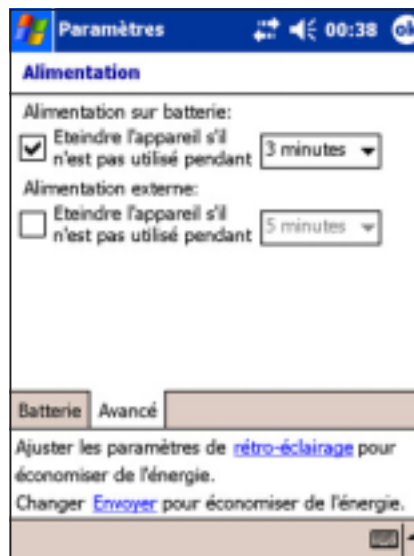 Paramètres 00:38 ok
Alimentation
Alimentation sur batterie:
Eteindre l'appareil s'il
n'est pas utilisé pendant 3 minutes
Alimentation externe:
Eteindre l'appareil s'il
n'est pas utilisé pendant 5 minutes
Batterie Avancé
Ajuster les paramètres de rétro-éclairage pour
économiser de l'énergie.
Changer Envoyer pour économiser de l'énergie.